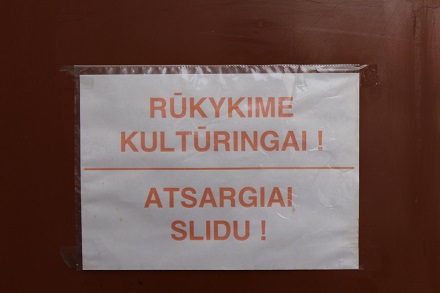 RŪKYKIME
KULTŪRINGAI !
ATSARGIAI
SLIDU !